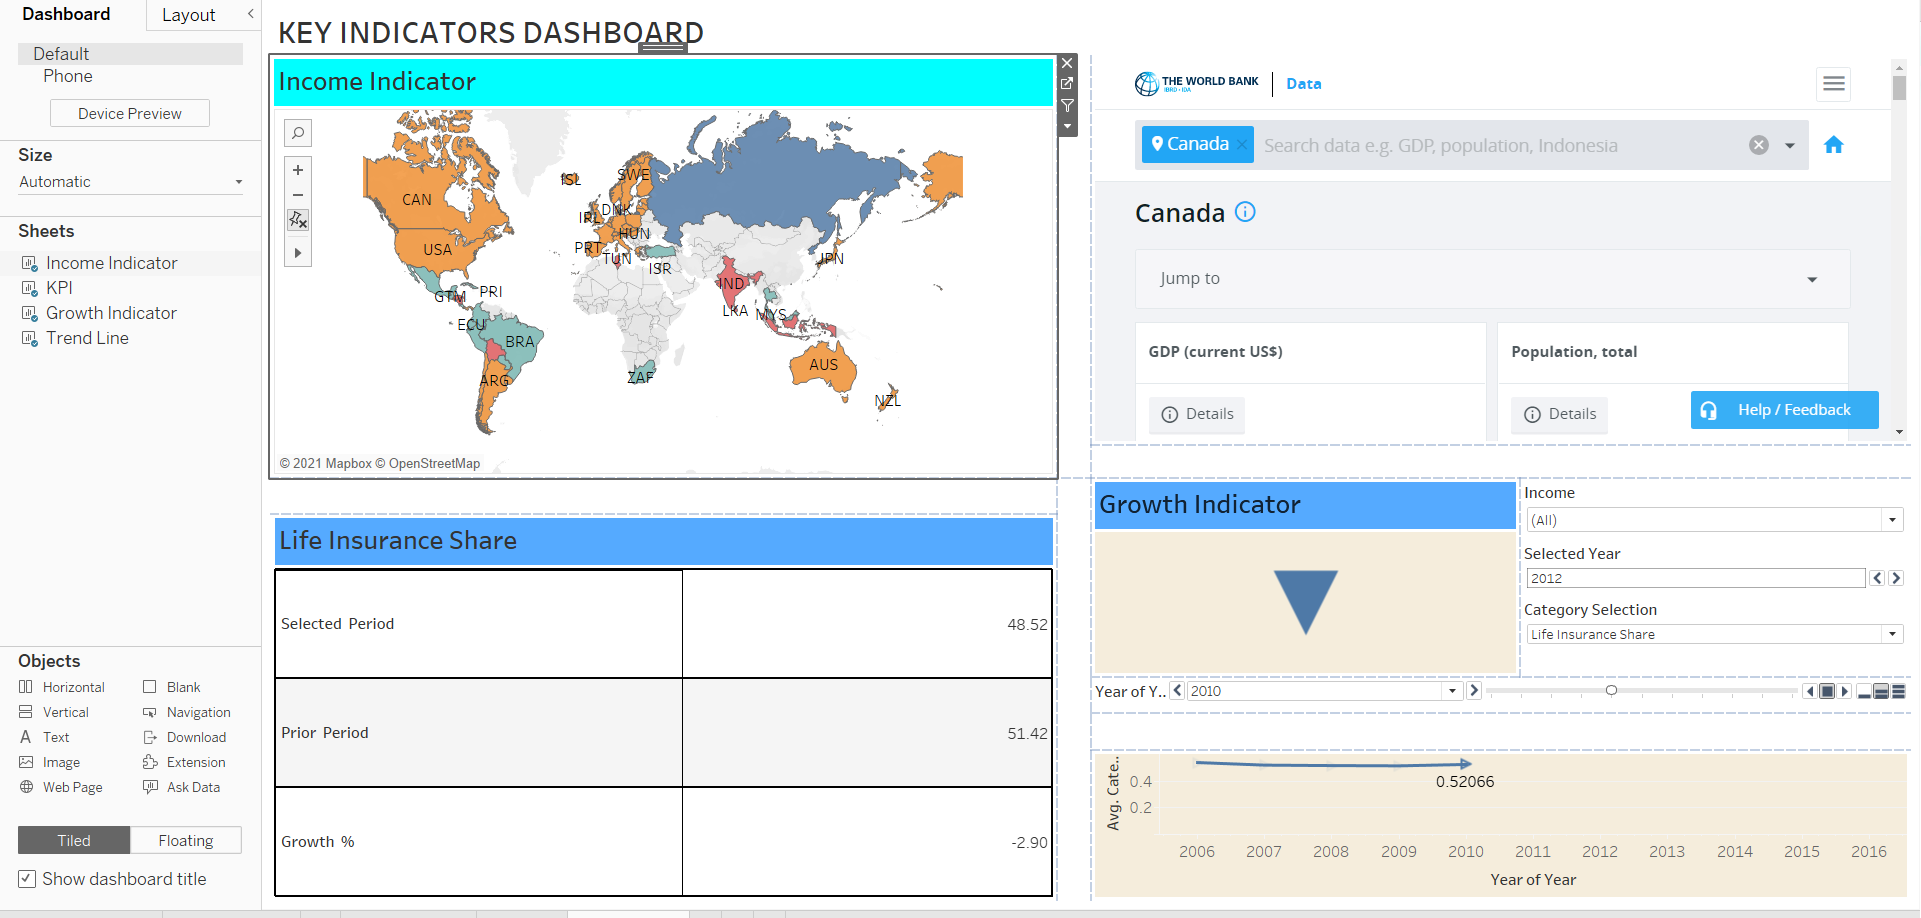 Dashboard
Layout
Default
Phone
Device Preview
Size
Automatic
Sheets
Income Indicator
KPI
Growth Indicator
Trend Line
Objects
Horizontal
Blank
Vertical
Navigation
Text
Download
Image
Extension
Web Page
Ask Data
Tiled
Floating
Show dashboard title
KEY INDICATORS DASHBOARD
Income Indicator
ISL
SWE
CAN
DNK
IRL
HUN
USA
PRT
TUN
ISR
JPN
IND
GTM
PRI
LKA
MYS
ECU
BRA
AUS
ARG
ZAF
NZL
© 2021 Mapbox © OpenStreetMap
Life Insurance Share
Selected Period
48.52
Prior Period
51.42
Growth %
-2.90
THE WORLD BANK
IBRD • IDA
Data
Canada
Search data e.g. GDP, population, Indonesia
Canada
Jump to
GDP (current US$)
Population, total
Details
Details
Help / Feedback
Growth Indicator
Income
(All)
Selected Year
2012
Category Selection
Life Insurance Share
Year of Y..
2010
Avg. Cate..
0.4
0.2
0.52066
2006 2007 2008 2009 2010 2011 2012 2013 2014 2015 2016
Year of Year